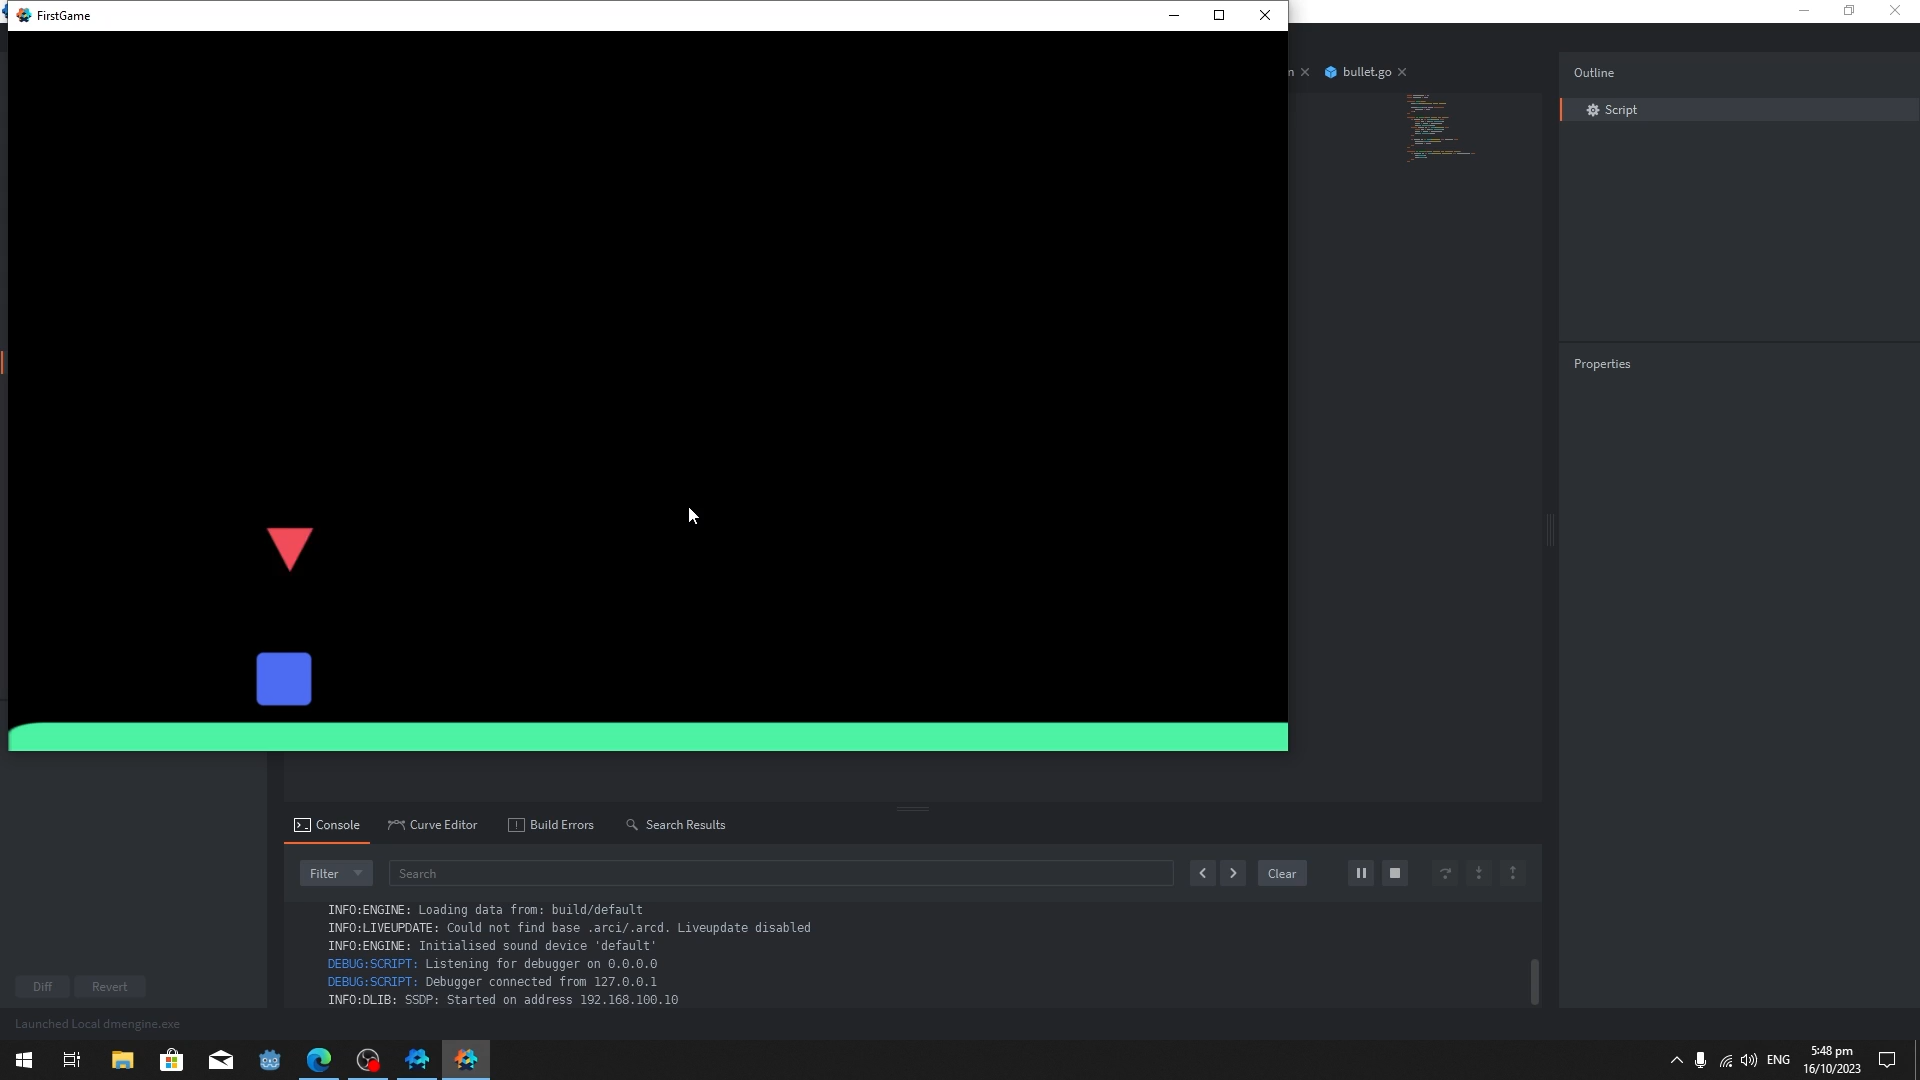 FirstGame
n
bullet.go
Outline
Script
Properties
Console
Curve Editor
Build Errors
Search Results
Filter
Search
Clear
INFO:ENGINE: Loading data from: build/default
INFO:LIVEUPDATE: Could not find base .arci/.arcd. Liveupdate disabled
INFO:ENGINE: Initialised sound device 'default'
DEBUG:SCRIPT: Listening for debugger on 0.0.0.0
DEBUG:SCRIPT: Debugger connected from 127.0.0.1
INFO:DLIB: SSDP: Started on address 192.168.100.10
Diff
Revert
Launched Local dmengine.exe
ENG
5:48 pm
16/10/2023